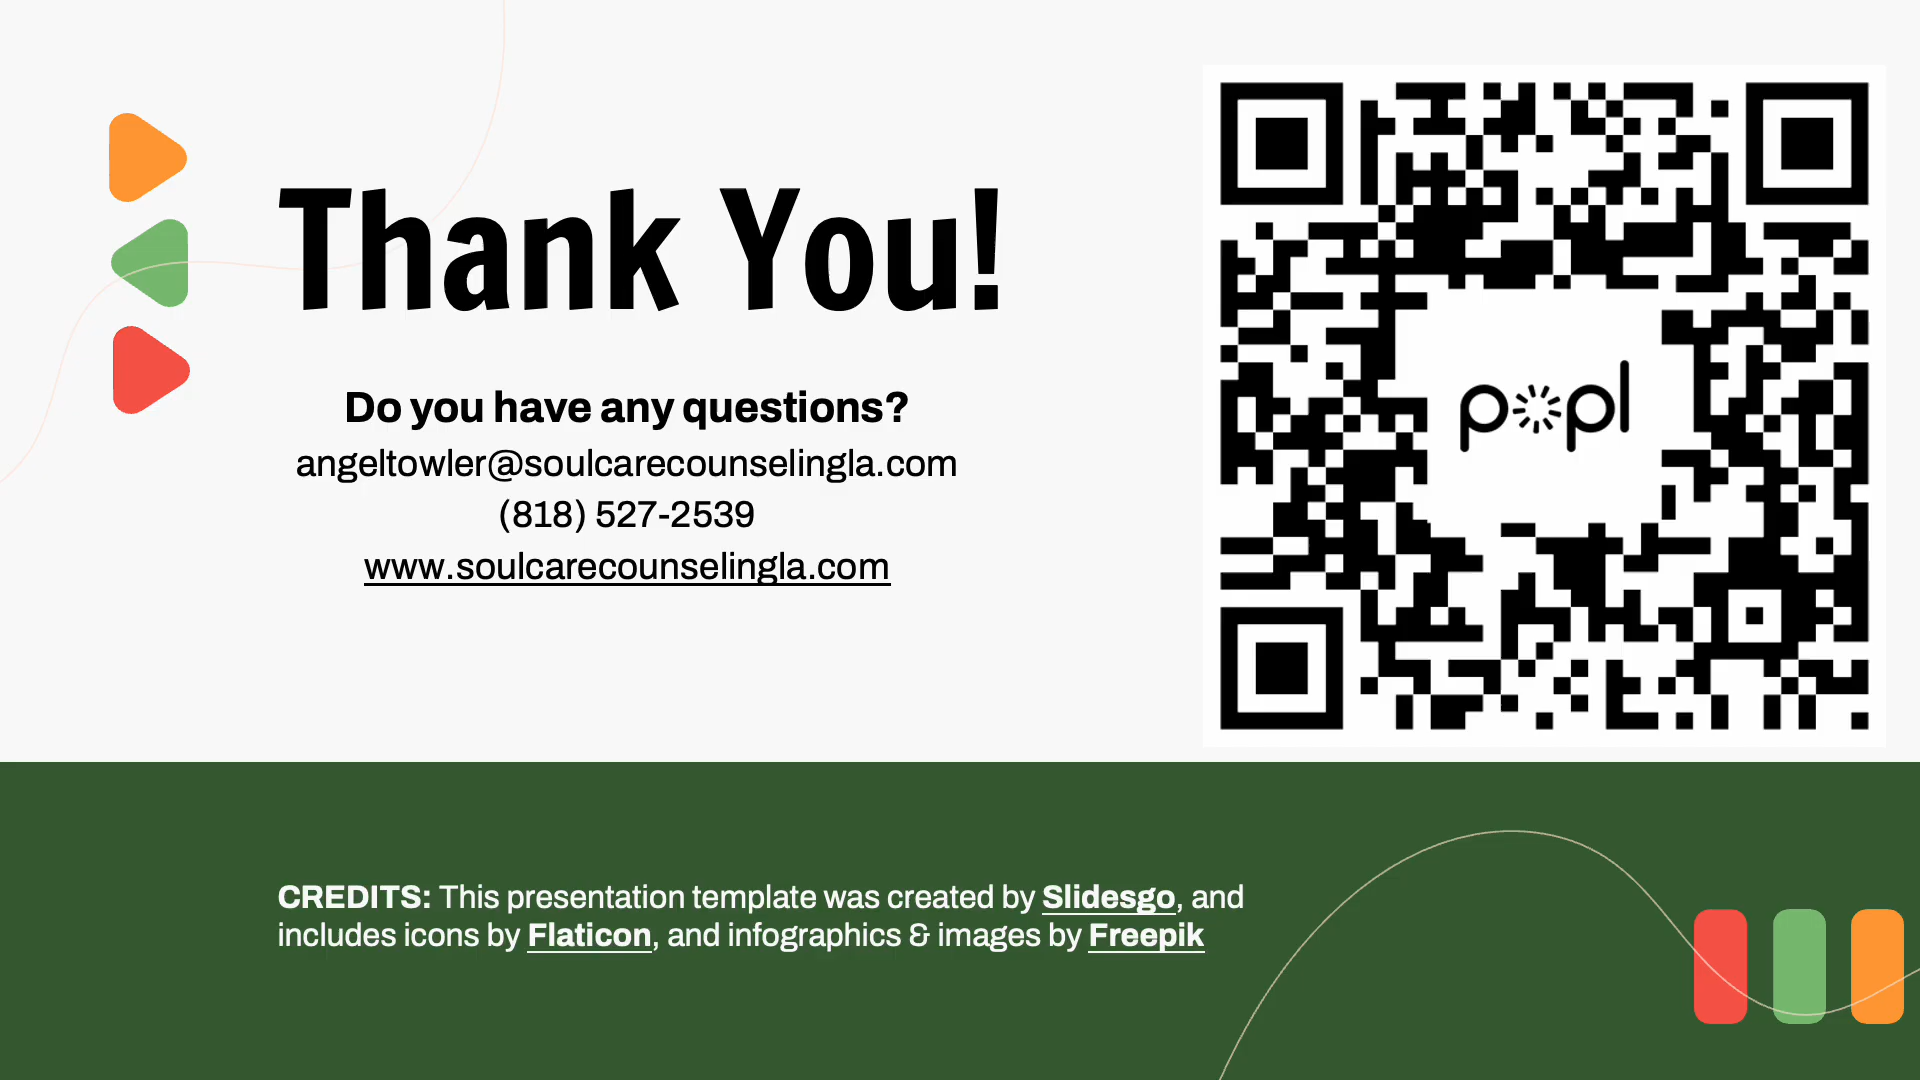 Thank You!
Do you have any questions?
angeltowler@soulcarecounselingla.com
(818) 527-2539
www.soulcarecounselingla.com
popl
CREDITS: This presentation template was created by Slidesgo, and
includes icons by Flaticon, and infographics & images by Freepik